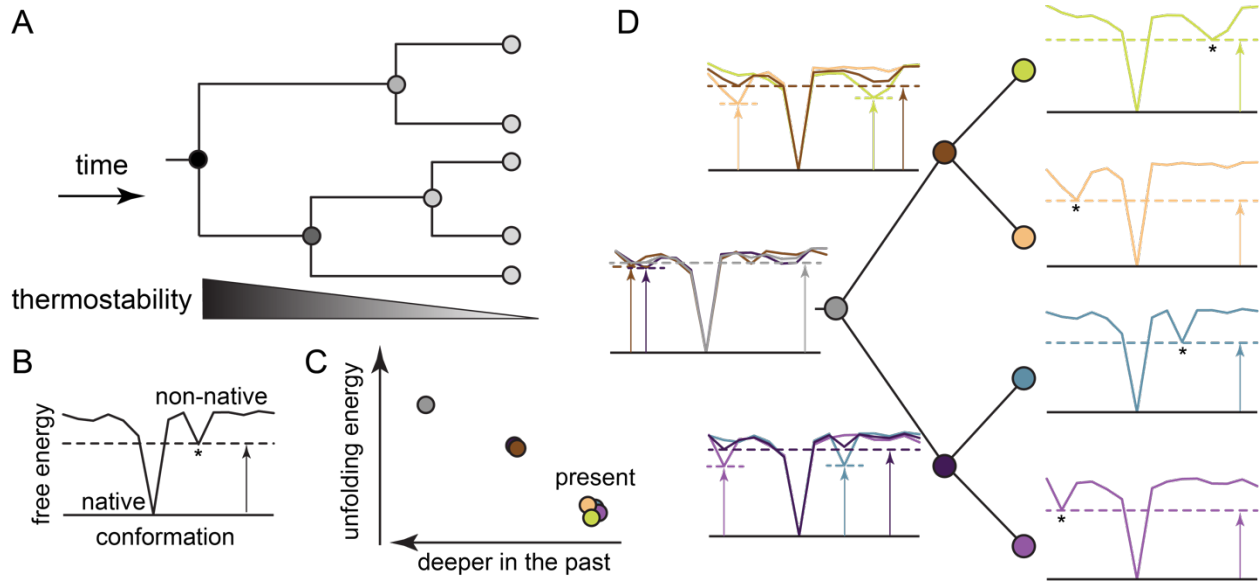 A
time
thermostability
B
free energy
non-native
*
native
conformation
C
unfolding energy
present
deeper in the past
D
*
*
*
*